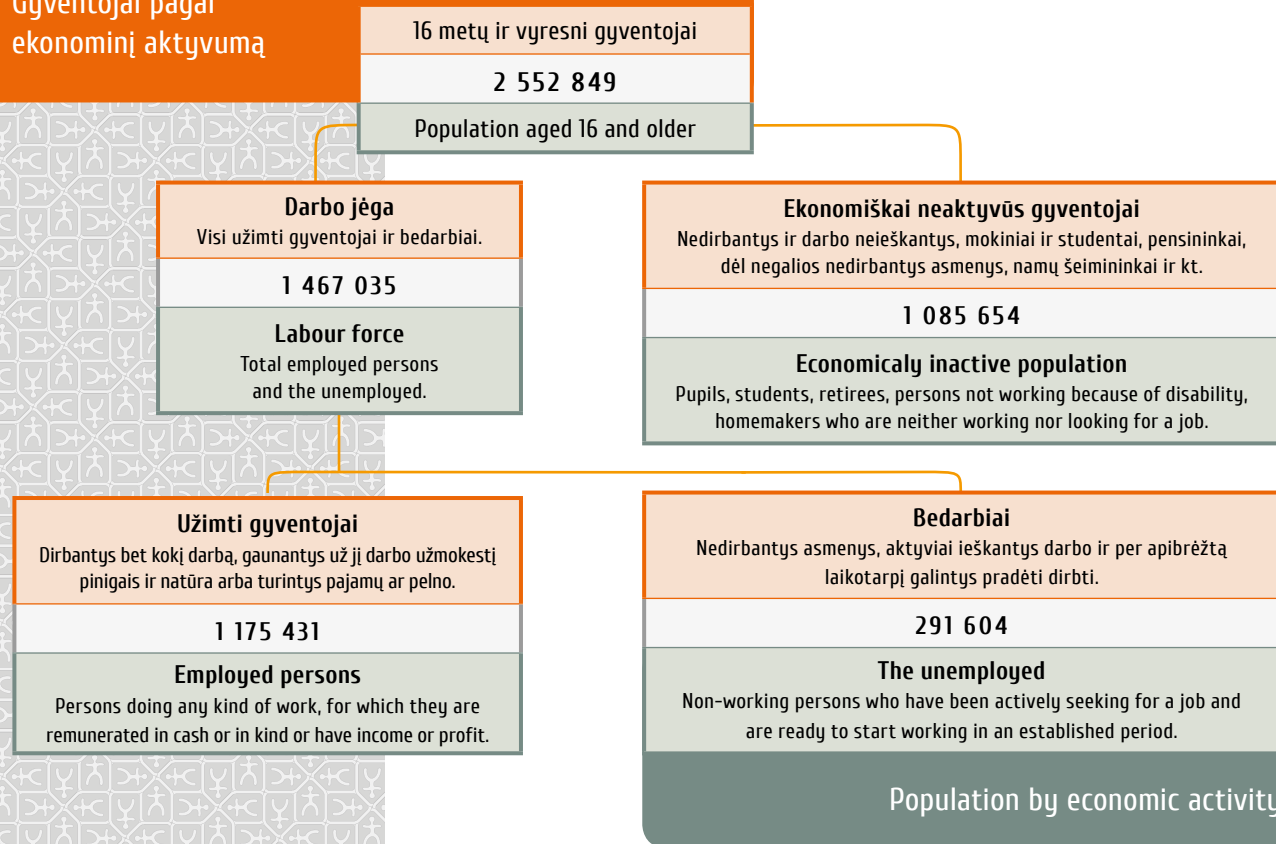 Gyventojai pagal
ekonominį aktyvumą
16 metų ir vyresni gyventojai
2 552 849
Population aged 16 and older
Darbo jėga
Visi užimti gyventojai ir bedarbiai.
1 467 035
Labour force
Total employed persons
and the unemployed.
Ekonomiškai neaktyvūs gyventojai
Nedirbantys ir darbo neieškantys, mokiniai ir studentai, pensininkai,
dėl negalios nedirbantys asmenys, namų šeimininkai ir kt.
1 085 654
Economicaly inactive population
Pupils, students, retirees, persons not working because of disability,
homemakers who are neither working nor looking for a job.
Užimti gyventojai
Dirbantys bet kokį darbą, gaunantys už jį darbo užmokestį
pinigais ir natūra arba turintys pajamų ar pelno.
1 175 431
Employed persons
Persons doing any kind of work, for which they are
remunerated in cash or in kind or have income or profit.
Bedarbiai
Nedirbantys asmenys, aktyviai ieškantys darbo ir per apibrėžtą
laikotarpį galintys pradėti dirbti.
291 604
The unemployed
Non-working persons who have been actively seeking for a job and
are ready to start working in an established period.
Population by economic activity